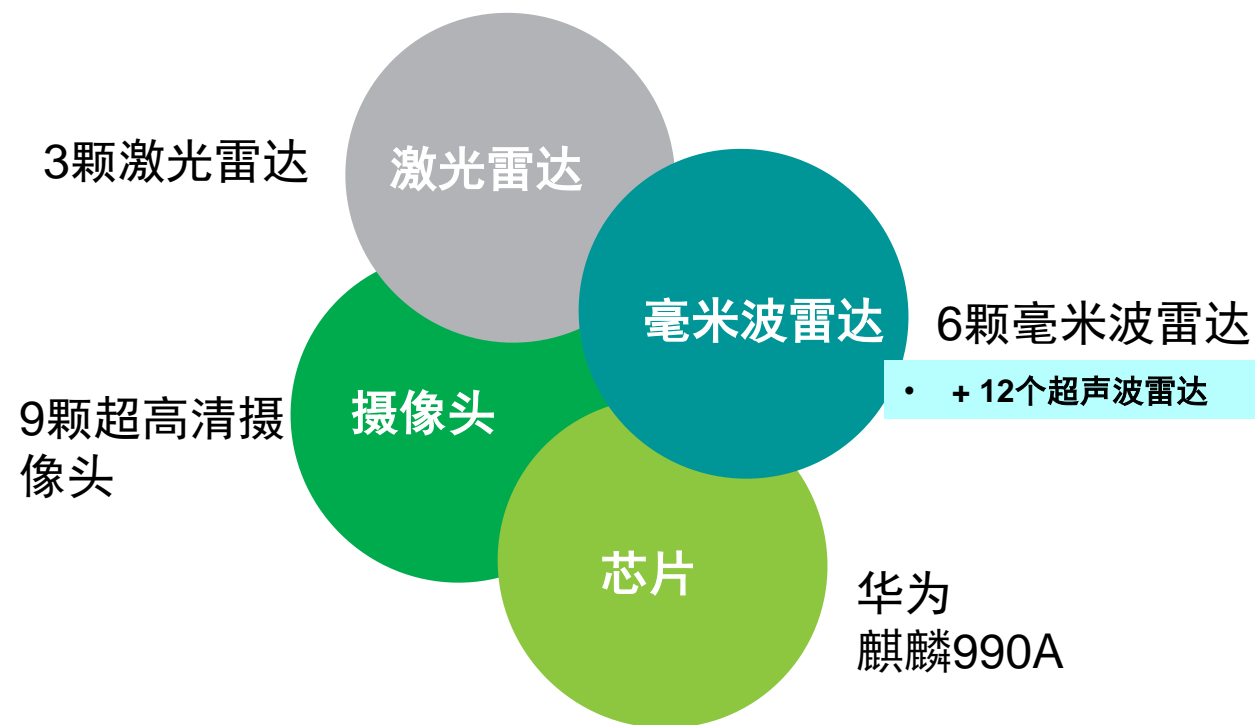 3颗激光雷达
激光雷达
毫米波雷达
6颗毫米波雷达
• + 12个超声波雷达
摄像头
9颗超高清摄
像头
芯片
华为
麒麟990A